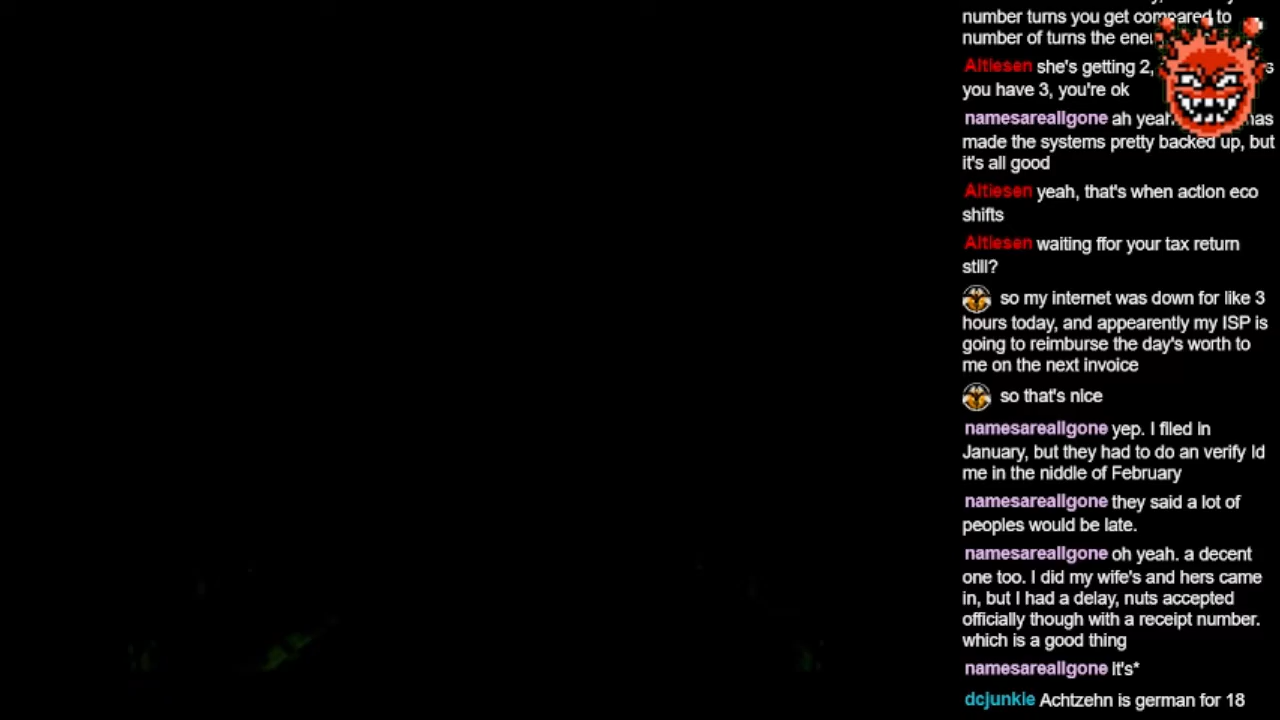 number turns you get compared to
number of turns the
Altiesen she's getting 2,
you have 3, you're ok
namesareallgone ah yeah has
made the systems pretty backed up, but
it's all good
Altiesen yeah, that's when action eco
shifts
Altiesen waiting ffor your tax return
still?
so my internet was down for like 3
hours today, and appearently my ISP is
going to reimburse the day's worth to
me on the next invoice
so that's nice
namesareallgone yep. I filed in
January, but they had to do an verify Id
me in the niddle of February
namesareallgone they said a lot of
peoples would be late.
namesareallgone oh yeah. a decent
one too. I did my wife's and hers came
in, but I had a delay, nuts accepted
officially though with a receipt number.
which is a good thing
namesareallgone it's*
dcjunkie Achtzehn is german for 18